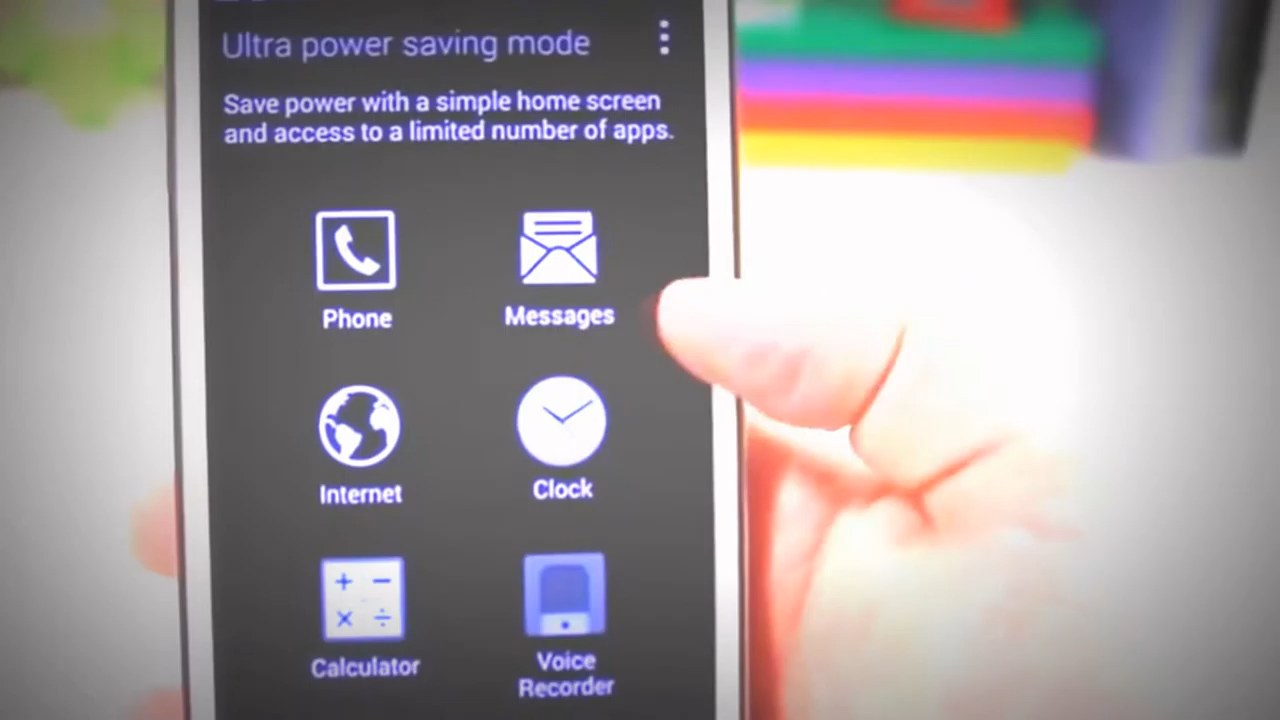 Ultra power saving mode
Save power with a simple home screen
and access to a limited number of apps.
Phone
Messages
Internet
Clock
Calculator
Voice
Recorder